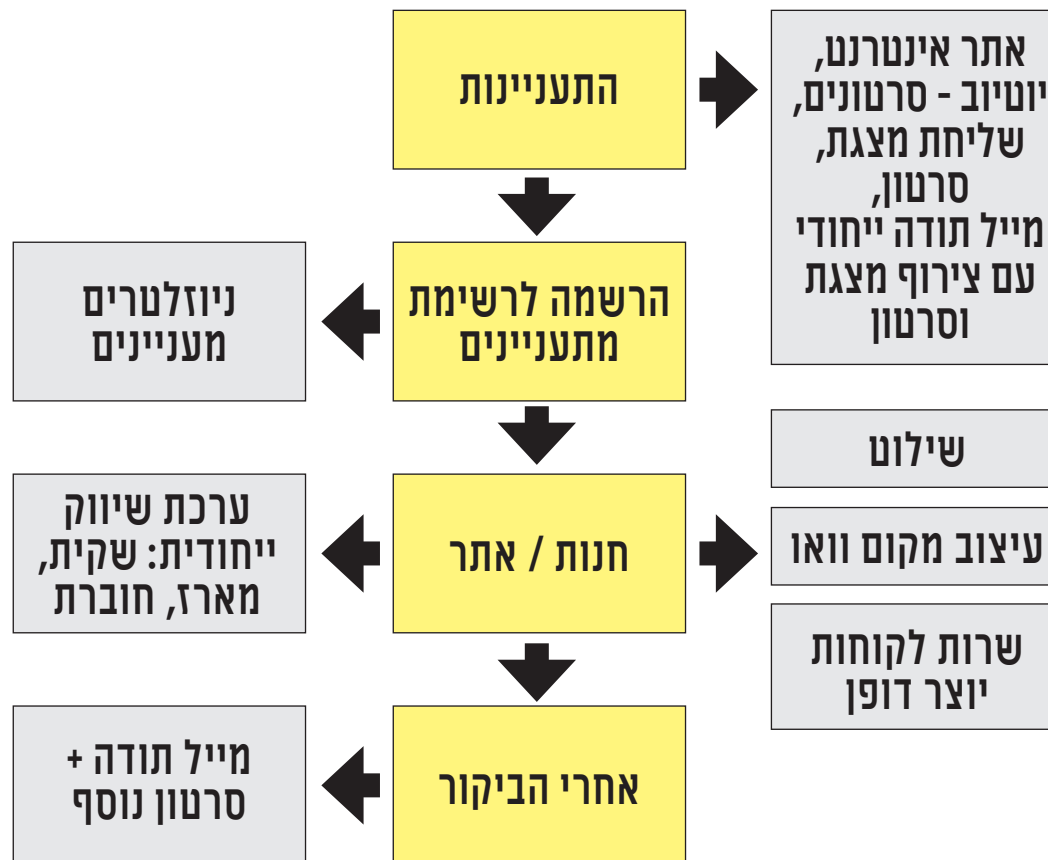 התעניינות
אתר אינטרנט,
יוטיוב - סרטונים,
שליחת מצגת,
סרטון,
מייל תודה ייחודי
עם צירוף מצגת
וסרטון
הרשמה לרשימת
מתעניינים
ניוזלטרים
מעניינים
חנות / אתר
שילוט
עיצוב מקום וואו
שרות לקוחות
יוצר דופן
ערכת שיווק
ייחודית: שקית,
מארז, חוברת
אחרי הביקור
מייל תודה +
סרטון נוסף